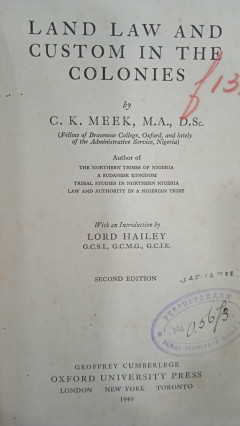 LAND LAW AND
CUSTOM IN THE
COLONIES
by
C. K. MEEK, M.A., D.Sc.
(Fellow of Brasenose College, Oxford, and lately
of the Administrative Service, Nigeria)
Author of
THE NORTHERN TRIBES OF NIGERIA
A SUDANESE KINGDOM
TRIBAL STUDIES IN NORTHERN NIGERIA
LAW AND AUTHORITY IN A NIGERIAN TRIBE
With an Introduction by
LORD HAILEY
G.C.S.I., G.C.M.G., G.C.I.E.
SECOND EDITION
No
GEOFFREY CUMBERLEGE
OXFORD UNIVERSITY PRESS
LONDON NEW YORK TORONTO
1949